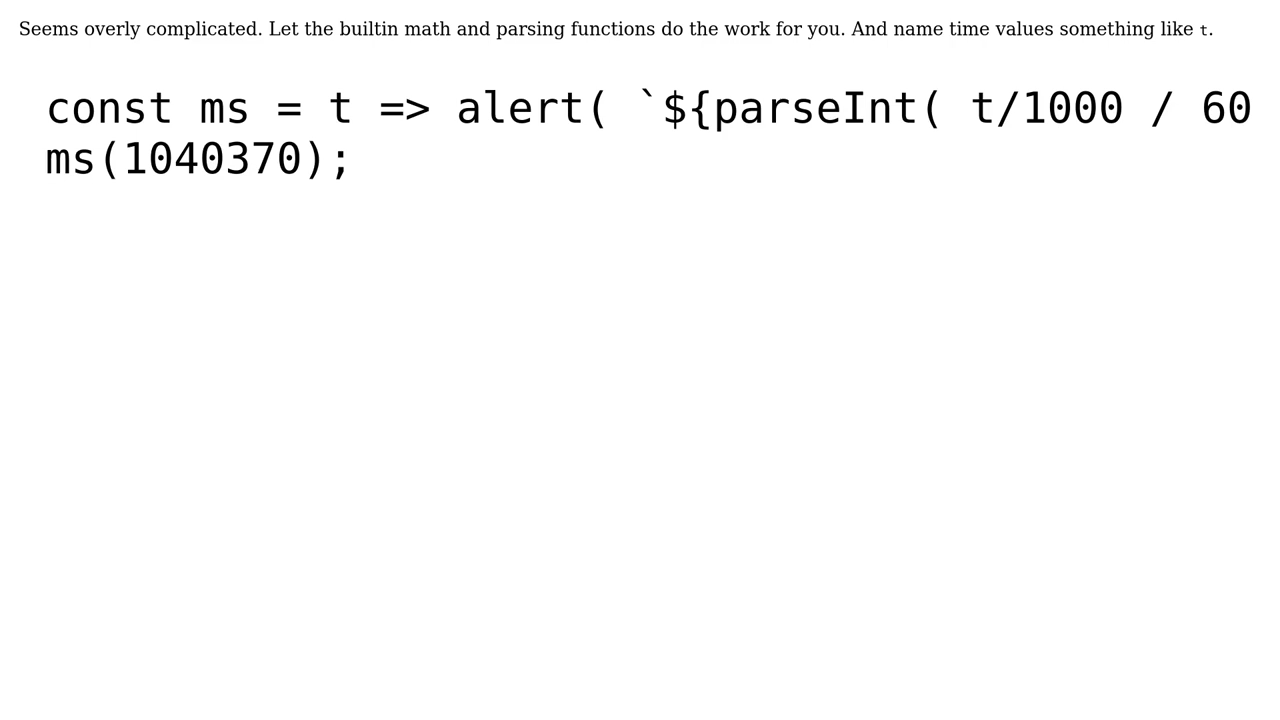 Seems overly complicated. Let the builtin math and parsing functions do the work for you. And name time values something like t.
const ms = t => alert( `${parseInt( t/1000 / 60
ms(1040370);